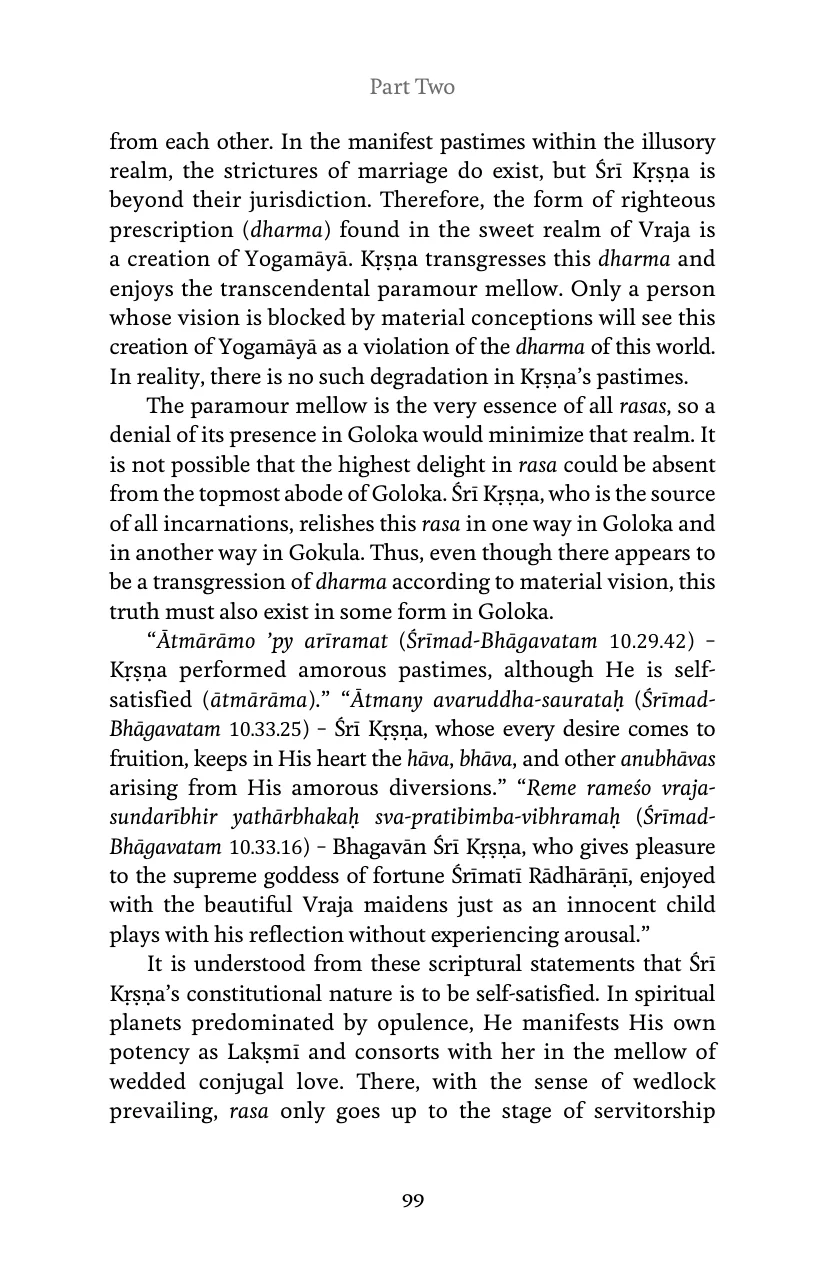 Part Two
from each other. In the manifest pastimes within the illusory
realm, the strictures of marriage do exist, but Śrī Kṛṣṇa is
beyond their jurisdiction. Therefore, the form of righteous
prescription (dharma) found in the sweet realm of Vraja is
a creation of Yogamāyā. Kṛṣṇa transgresses this dharma and
enjoys the transcendental paramour mellow. Only a person
whose vision is blocked by material conceptions will see this
creation of Yogamāyā as a violation of the dharma of this world.
In reality, there is no such degradation in Kṛṣṇa’s pastimes.
The paramour mellow is the very essence of all rasas, so a
denial of its presence in Goloka would minimize that realm. It
is not possible that the highest delight in rasa could be absent
from the topmost abode of Goloka. Śrī Kṛṣṇa, who is the source
of all incarnations, relishes this rasa in one way in Goloka and
in another way in Gokula. Thus, even though there appears to
be a transgression of dharma according to material vision, this
truth must also exist in some form in Goloka.
“Ātmārāmo ’py arīramat (Śrīmad-Bhāgavatam 10.29.42) –
Kṛṣṇa performed amorous pastimes, although He is self-
satisfied (ātmārāma).” “Ātmany avaruddha-saurataḥ (Śrīmad-
Bhāgavatam 10.33.25) – Śrī Kṛṣṇa, whose every desire comes to
fruition, keeps in His heart the hāva, bhāva, and other anubhāvas
arising from His amorous diversions.” “Reme rameśo vraja-
sundarībhir yathārbhakaḥ sva-pratibimba-vibhramaḥ (Śrīmad-
Bhāgavatam 10.33.16) – Bhagavān Śrī Kṛṣṇa, who gives pleasure
to the supreme goddess of fortune Śrīmatī Rādhārāṇī, enjoyed
with the beautiful Vraja maidens just as an innocent child
plays with his reflection without experiencing arousal.”
It is understood from these scriptural statements that Śrī
Kṛṣṇa’s constitutional nature is to be self-satisfied. In spiritual
planets predominated by opulence, He manifests His own
potency as Lakṣmī and consorts with her in the mellow of
wedded conjugal love. There, with the sense of wedlock
prevailing, rasa only goes up to the stage of servitorship
99